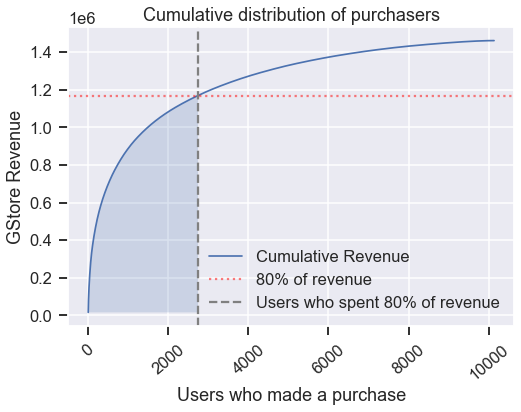 Cumulative distribution of purchasers
1e6
1.4
1.2
1.0
0.8
0.6
0.4
0.2
0.0
GStore Revenue
Cumulative Revenue
80% of revenue
Users who spent 80% of revenue
0
2000
4000
6000
8000
10000
Users who made a purchase